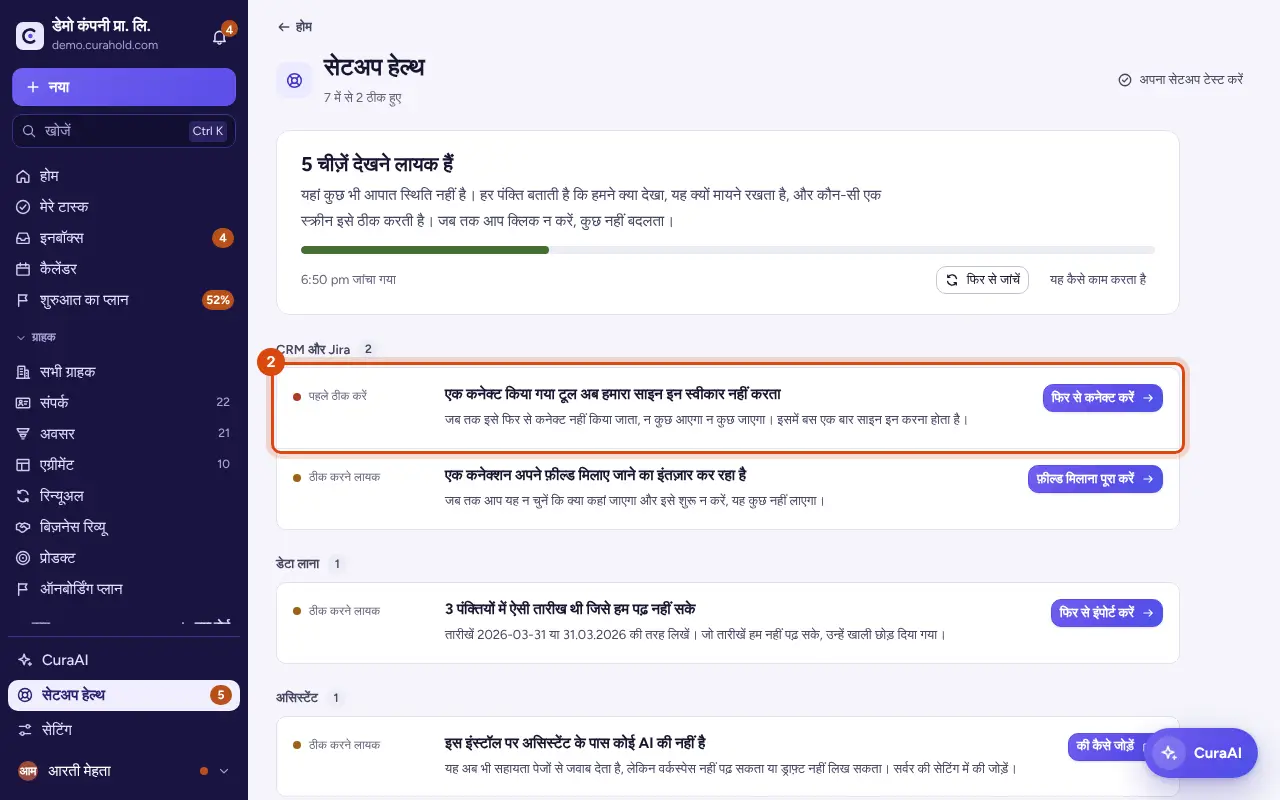 डेमो कंपनी प्रा. लि.
demo.curahold.com
4
नया
खोजें
Ctrl K
होम
मेरे टास्क
इनबॉक्स
4
कैलेंडर
शुरुआत का प्लान
52%
ग्राहक
सभी ग्राहक
संपर्क
22
अवसर
21
एग्रीमेंट
10
रिन्यूअल
बिज़नेस रिव्यू
प्रोडक्ट
ऑनबोर्डिंग प्लान
CuraAI
सेटअप हेल्थ
5
सेटिंग
आम
आरती मेहता
होम
सेटअप हेल्थ
7 में से 2 ठीक हुए
अपना सेटअप टेस्ट करें
5 चीज़ें देखने लायक हैं
यहां कुछ भी आपात स्थिति नहीं है। हर पंक्ति बताती है कि हमने क्या देखा, यह क्यों मायने रखता है, और कौन-सी एक
स्क्रीन इसे ठीक करती है। जब तक आप क्लिक न करें, कुछ नहीं बदलता।
6:50 pm जांचा गया
फिर से जांचें
यह कैसे काम करता है
CRM और Jira
2
2
पहले ठीक करें
एक कनेक्ट किया गया टूल अब हमारा साइन इन स्वीकार नहीं करता
जब तक इसे फिर से कनेक्ट नहीं किया जाता, न कुछ आएगा न कुछ जाएगा। इसमें बस एक बार साइन इन करना होता है।
फिर से कनेक्ट करें
ठीक करने लायक
एक कनेक्शन अपने फ़ील्ड मिलाए जाने का इंतज़ार कर रहा है
जब तक आप यह न चुनें कि क्या कहां जाएगा और इसे शुरू न करें, यह कुछ नहीं लाएगा।
फ़ील्ड मिलाना पूरा करें
डेटा लाना
1
ठीक करने लायक
3 पंक्तियों में ऐसी तारीख थी जिसे हम पढ़ नहीं सके
तारीखें 2026-03-31 या 31.03.2026 की तरह लिखें। जो तारीखें हम नहीं पढ़ सके, उन्हें खाली छोड़ दिया गया।
फिर से इंपोर्ट करें
असिस्टेंट
1
ठीक करने लायक
इस इंस्टॉल पर असिस्टेंट के पास कोई AI की नहीं है
यह अब भी सहायता पेजों से जवाब देता है, लेकिन वर्कस्पेस नहीं पढ़ सकता या ड्राफ़्ट नहीं लिख सकता। सर्वर की सेटिंग में की जोड़ें।
की कैसे जोड़ें
CuraAI